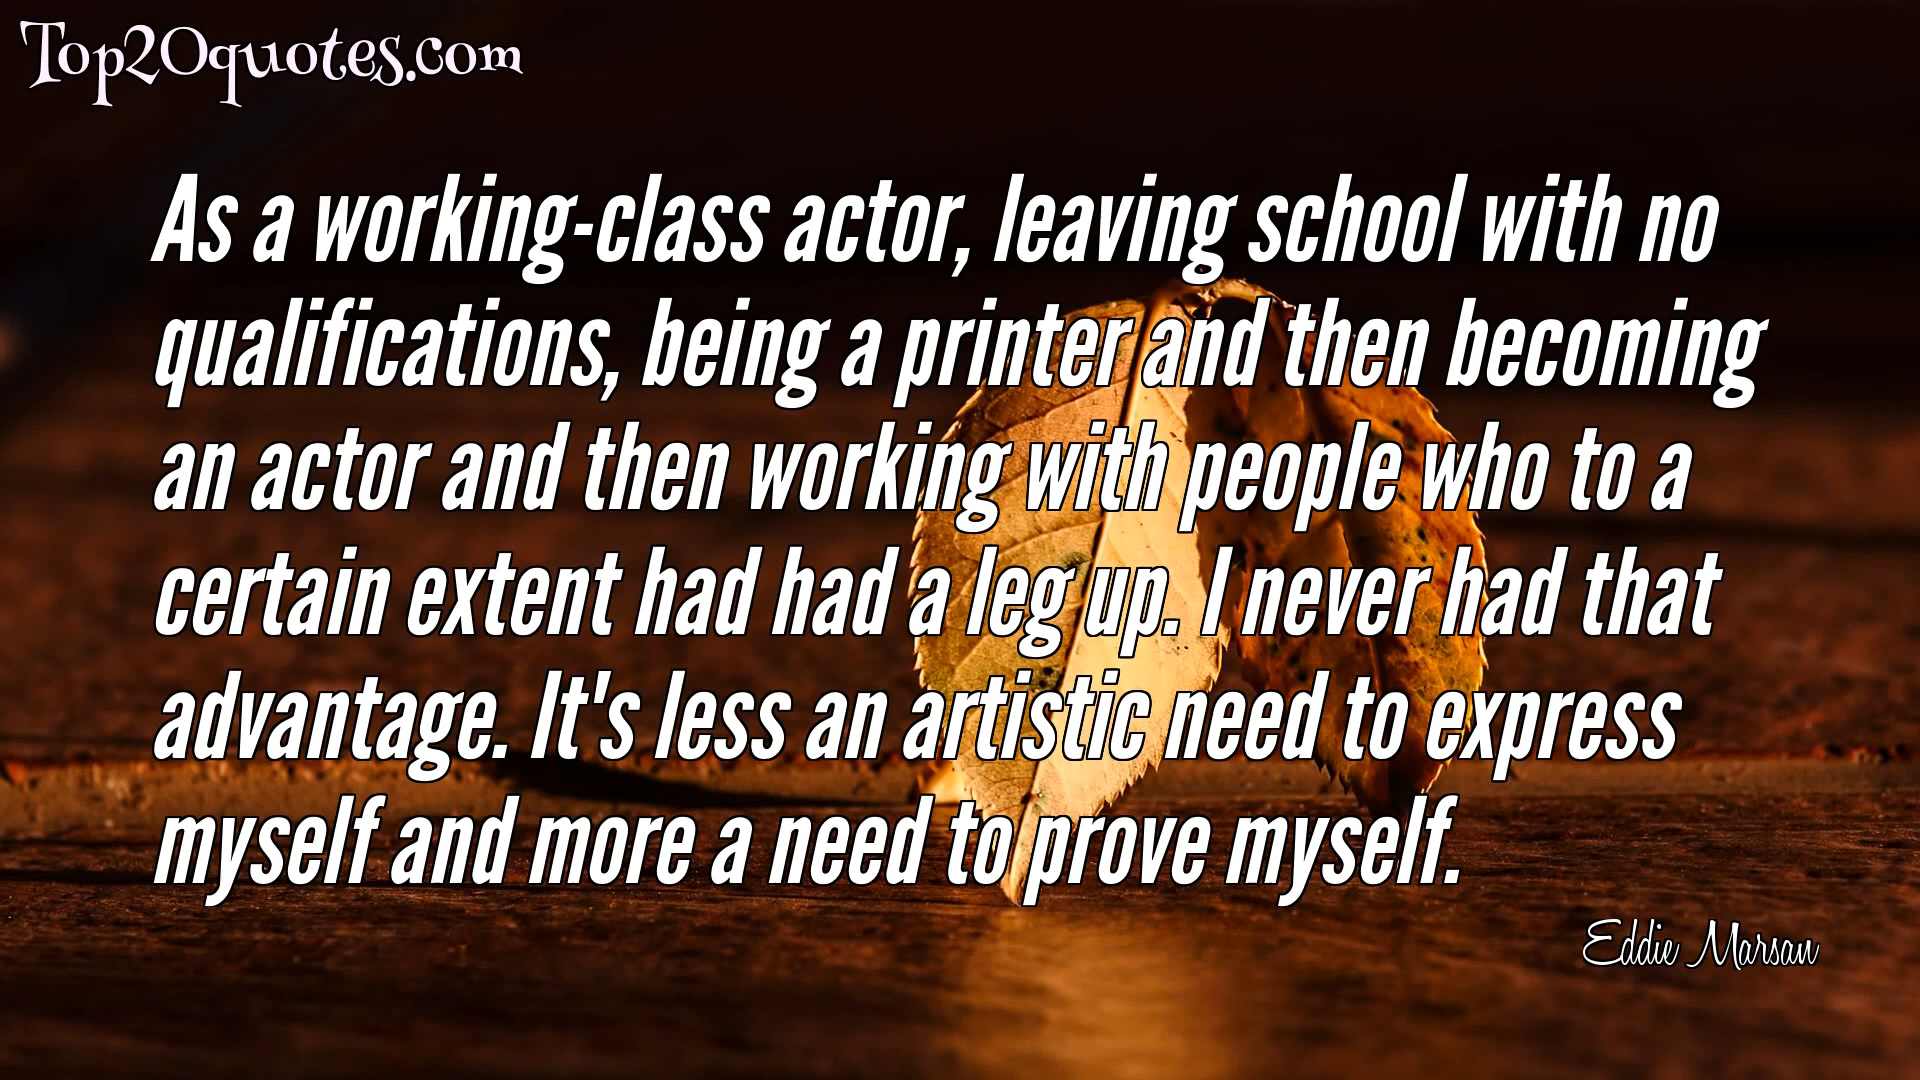 Top20quotes.com
As a working-class actor, leaving school with no
qualifications, being a printer and then becoming
an actor and then working with people who to a
certain extent had had a leg up. I never had that
advantage. It's less an artistic need to express
myself and more a need to prove myself.
Eddie Marsan